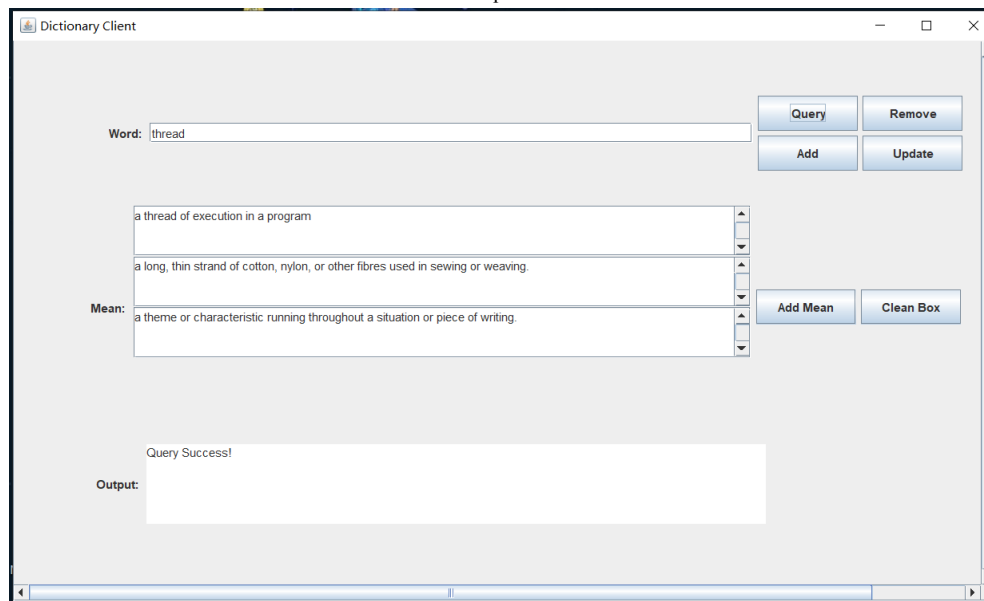 Dictionary Client
Query
Remove
Word:
thread
Add
Update
a thread of execution in a program
a long, thin strand of cotton, nylon, or other fibres used in sewing or weaving.
Mean:
a theme or characteristic running throughout a situation or piece of writing.
Add Mean
Clean Box
Query Success!
Output: